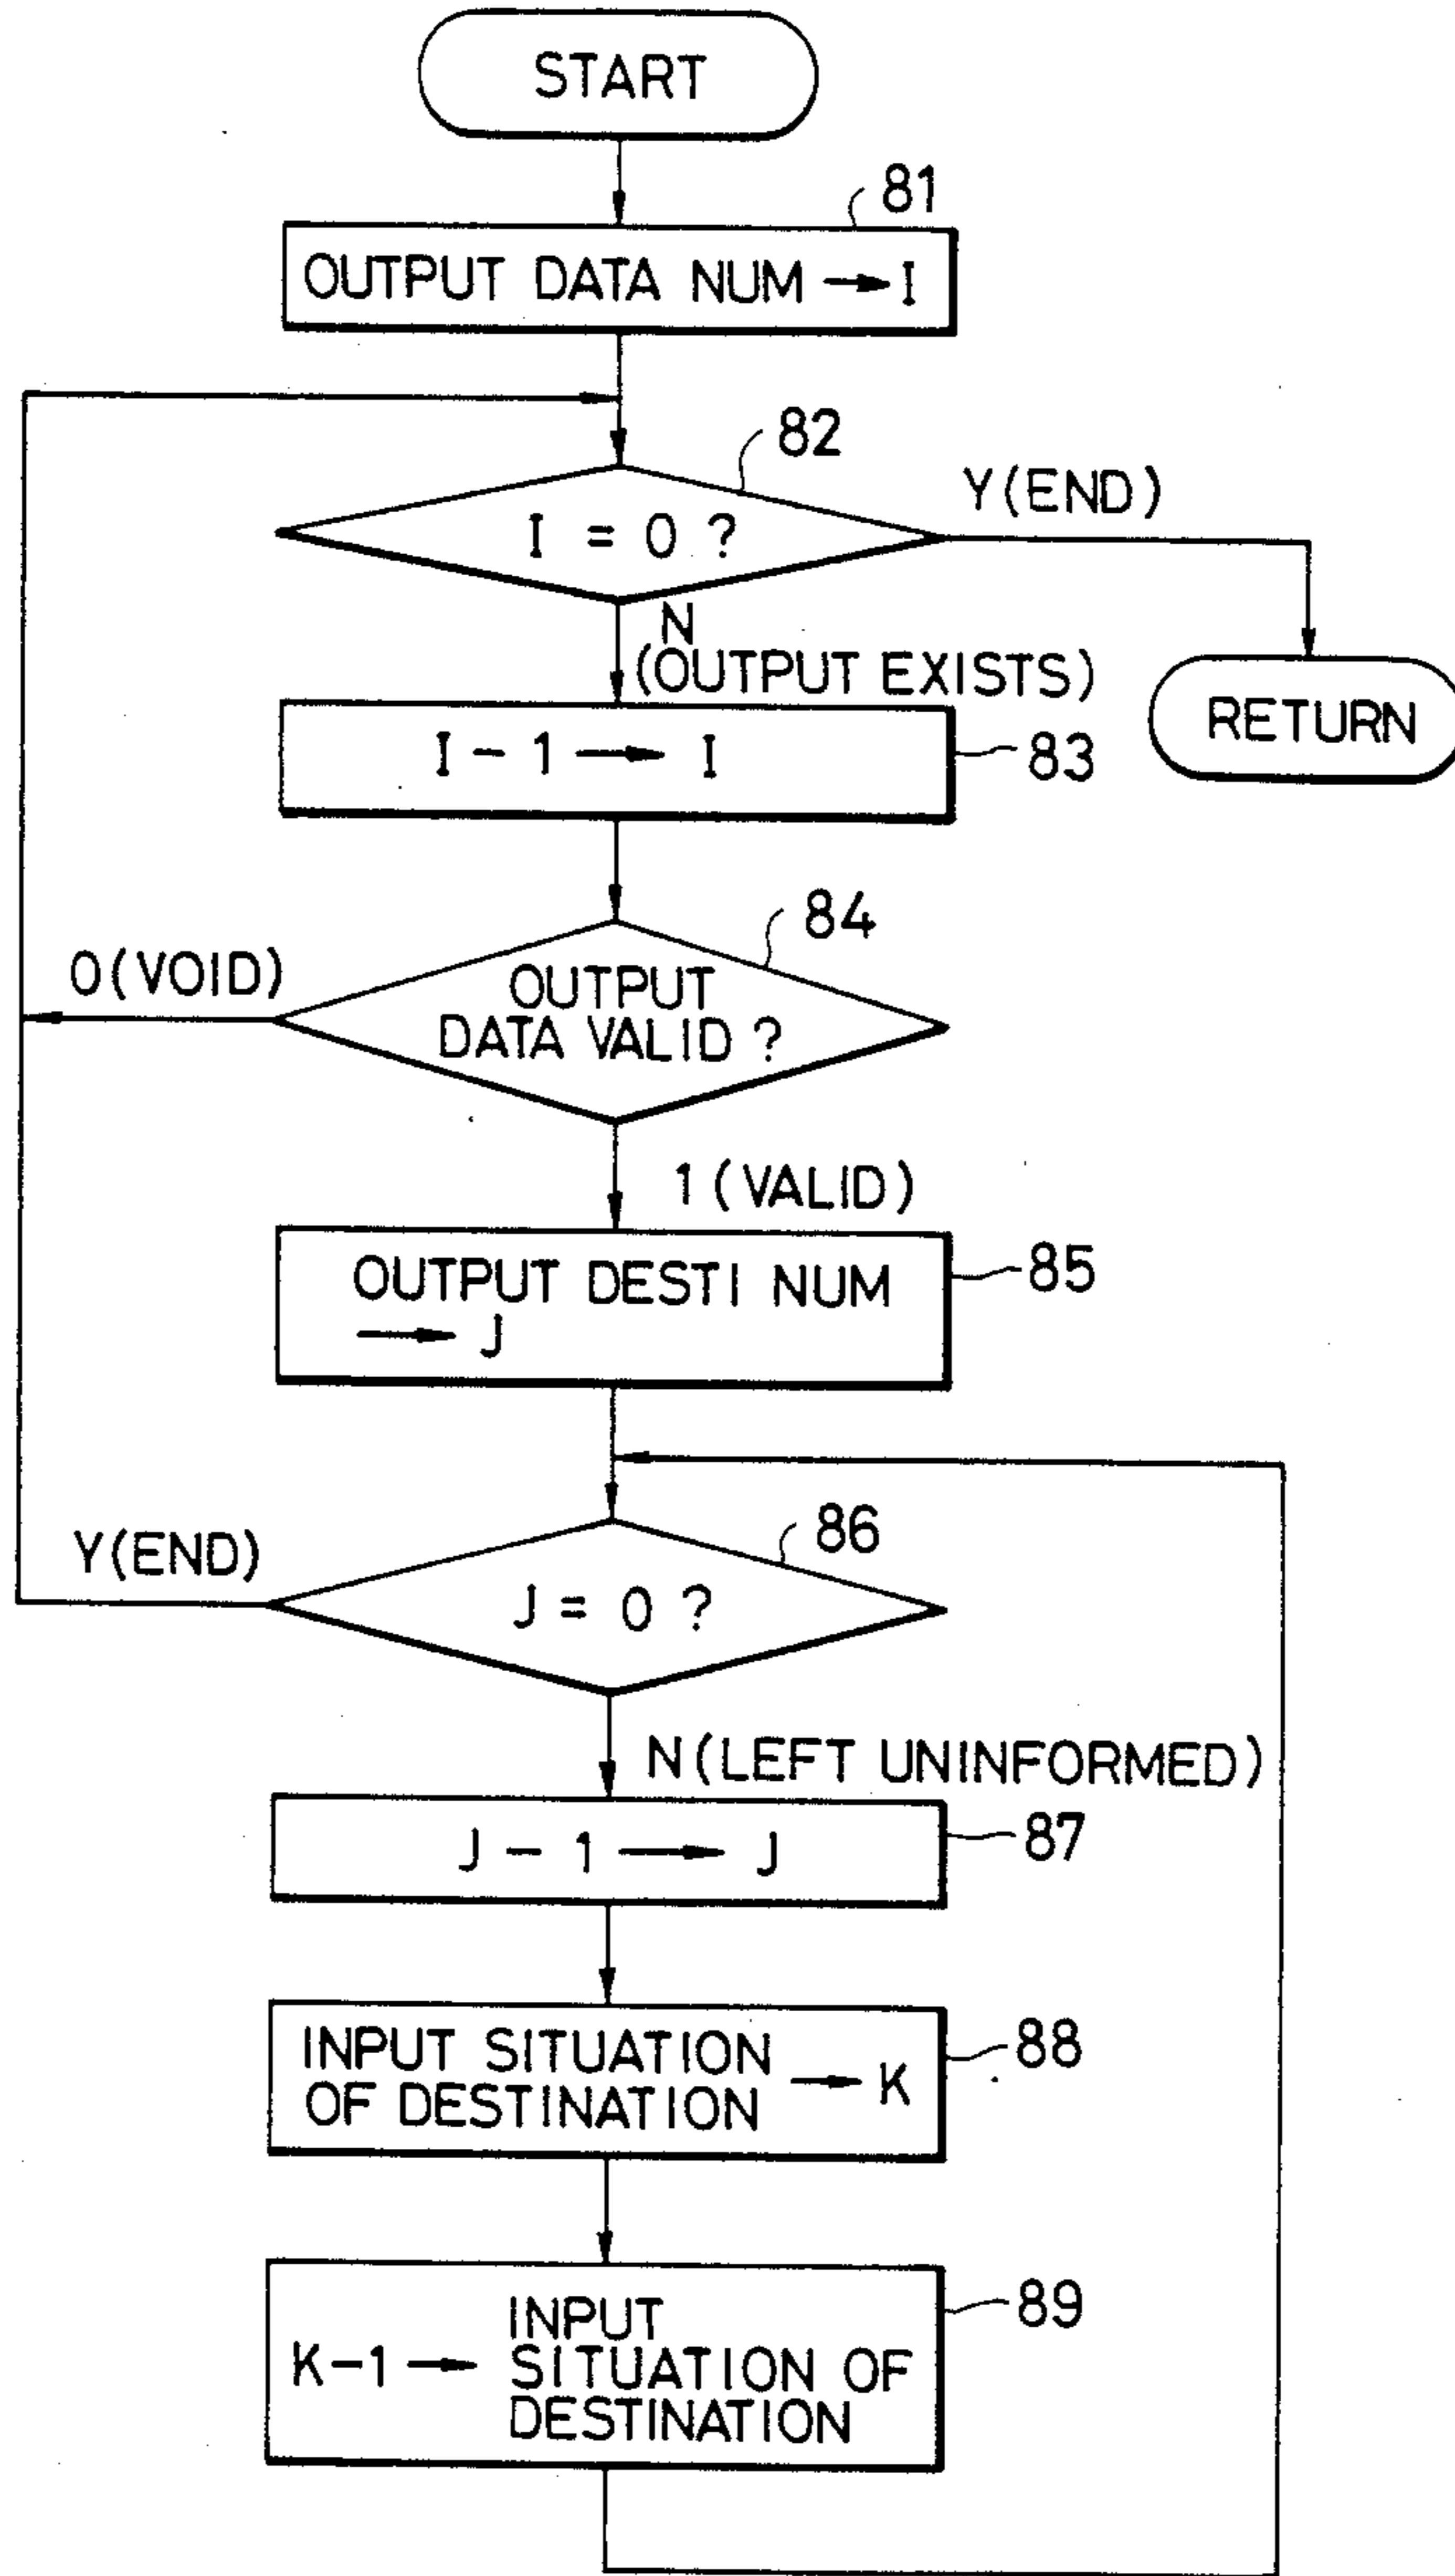 START
81
OUTPUT DATA NUM → I
82
I = 0 ?
Y(END)
N
(OUTPUT EXISTS)
RETURN
I - 1 → I
83
84
0(VOID)
OUTPUT
DATA VALID ?
1(VALID)
OUTPUT DESTI NUM
→ J
85
86
Y(END)
J = 0 ?
N(LEFT UNINFORMED)
J - 1 → J
87
INPUT SITUATION
OF DESTINATION → K
88
89
INPUT
K-1 → SITUATION OF
DESTINATION